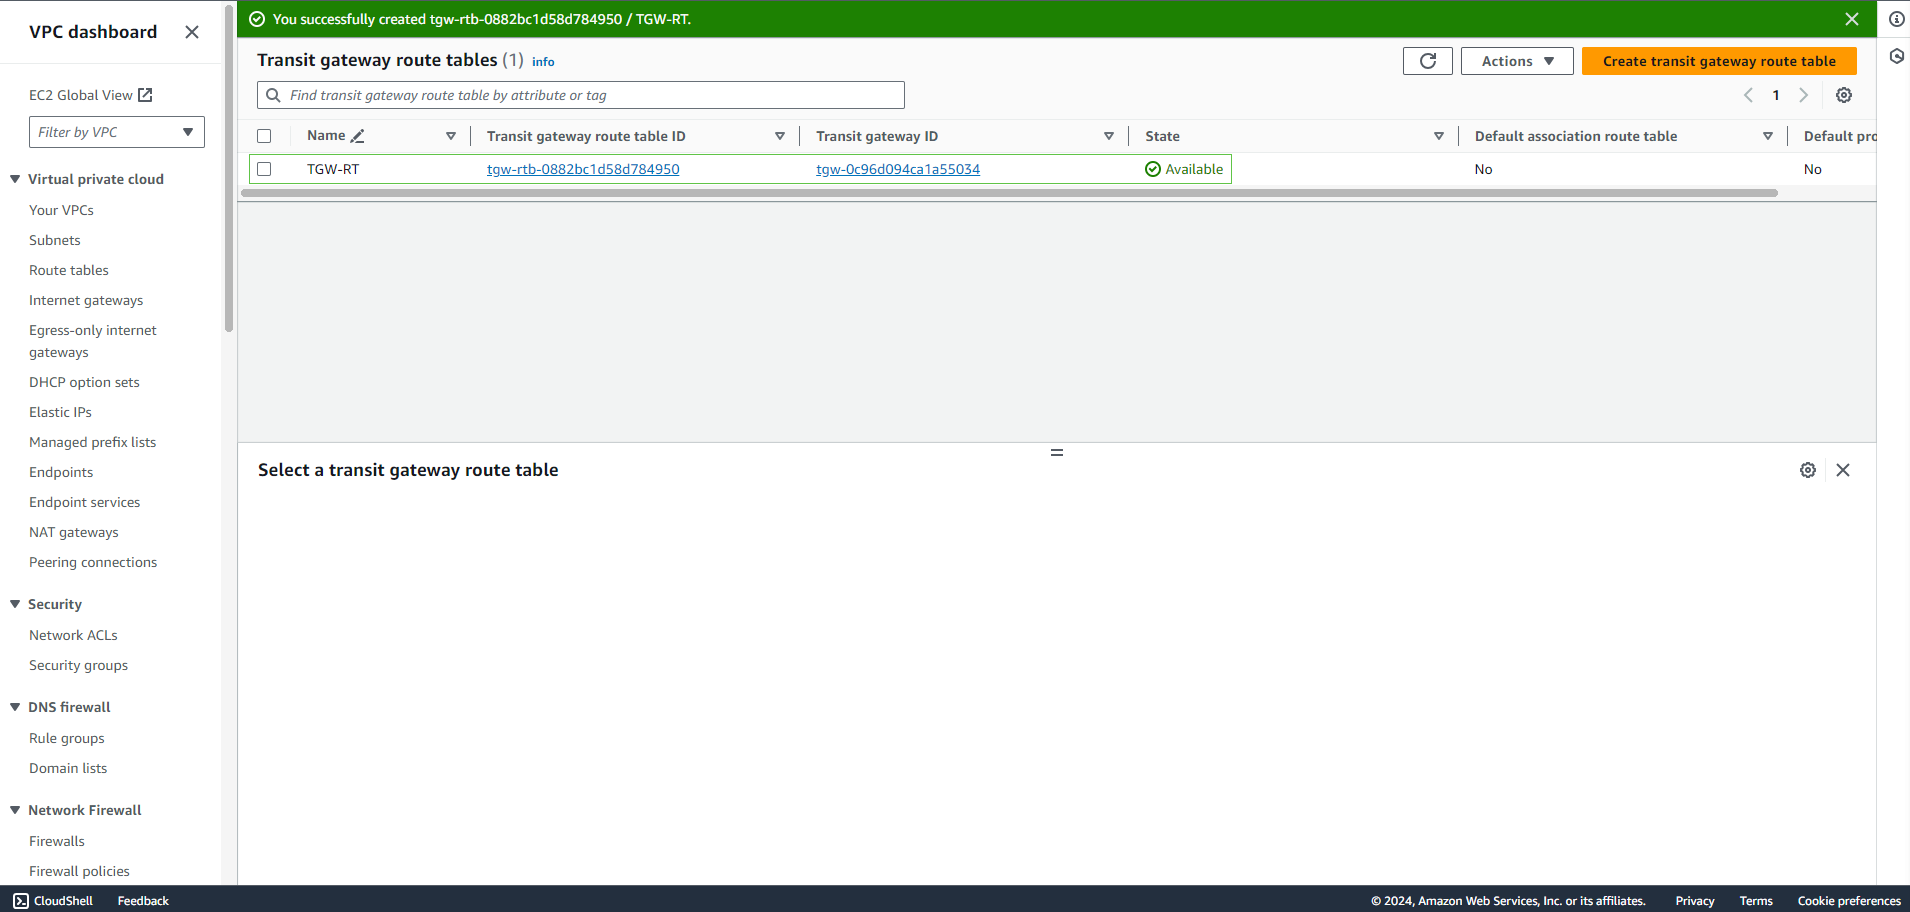 VPC dashboard
EC2 Global View
Filter by VPC
Virtual private cloud
Your VPCs
Subnets
Route tables
Internet gateways
Egress-only internet
gateways
DHCP option sets
Elastic IPs
Managed prefix lists
Endpoints
Endpoint services
NAT gateways
Peering connections
Security
Network ACLs
Security groups
DNS firewall
Rule groups
Domain lists
Network Firewall
Firewalls
Firewall policies
You successfully created tgw-rtb-0882bc1d58d784950 / TGW-RT.
Transit gateway route tables (1) info
Actions
Create transit gateway route table
Find transit gateway route table by attribute or tag
1
Name Transit gateway route table ID Transit gateway ID State Default association route table Default pro
TGW-RT tgw-rtb-0882bc1d58d784950 tgw-0c96d094ca1a55034 Available No No
Select a transit gateway route table
CloudShell Feedback © 2024, Amazon Web Services, Inc. or its affiliates. Privacy Terms Cookie preferences